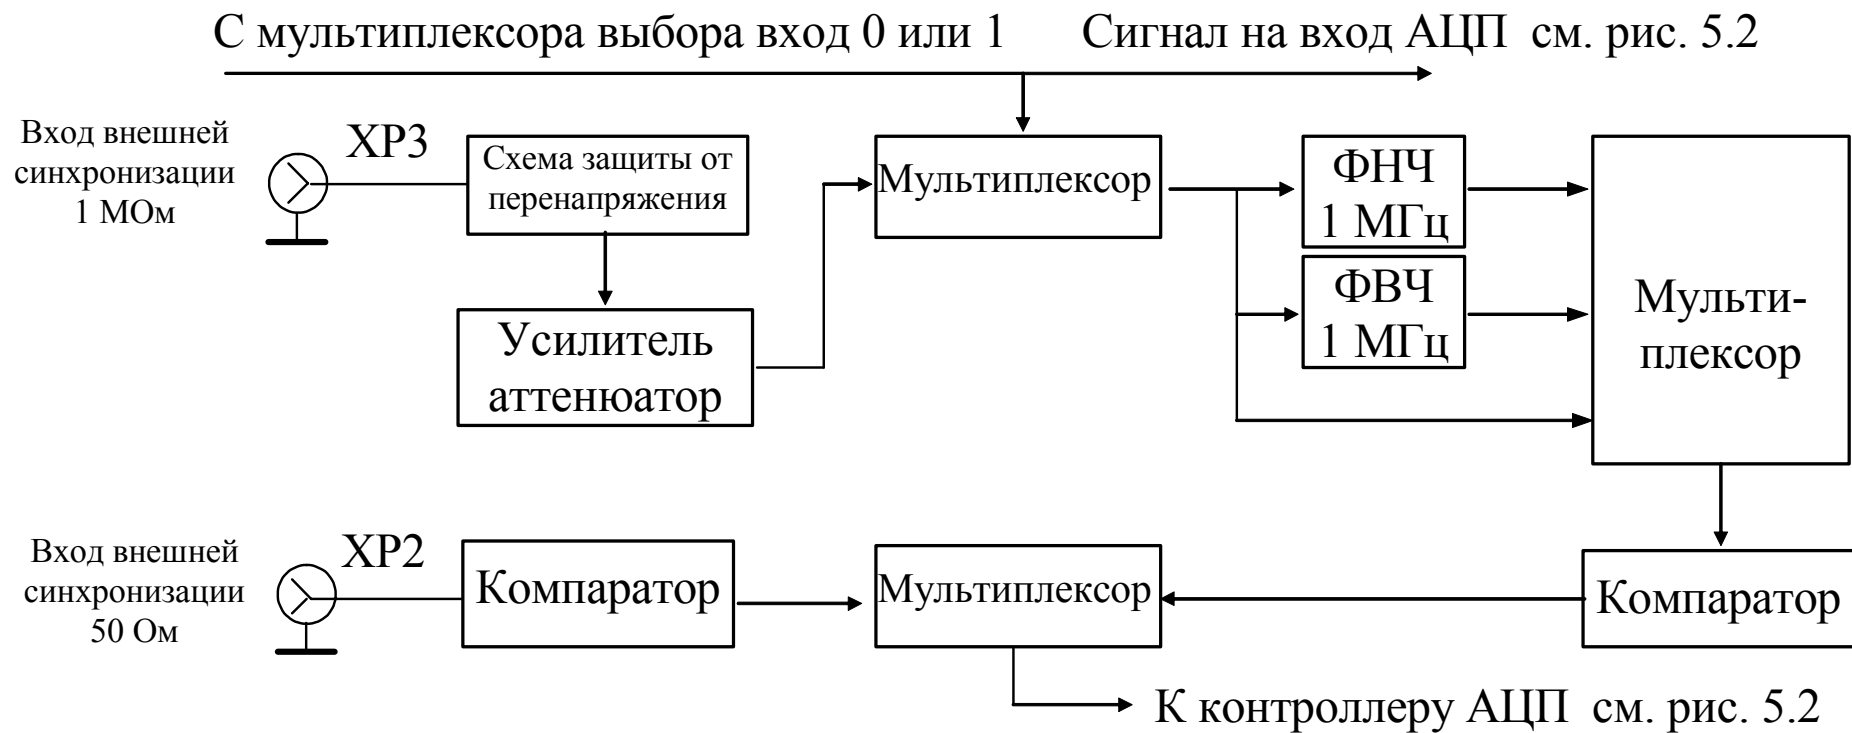 С мультиплексора выбора вход 0 или 1
Сигнал на вход АЦП см. рис. 5.2
Вход внешней
синхронизации
1 МОм
ХР3
Схема защиты от
перенапряжения
Мультиплексор
ФНЧ
1 МГц
ФВЧ
1 МГц
Мульти-
плексор
Усилитель
аттенюатор
Вход внешней
синхронизации
50 Ом
ХР2
Компаратор
Мультиплексор
Компаратор
К контроллеру АЦП см. рис. 5.2